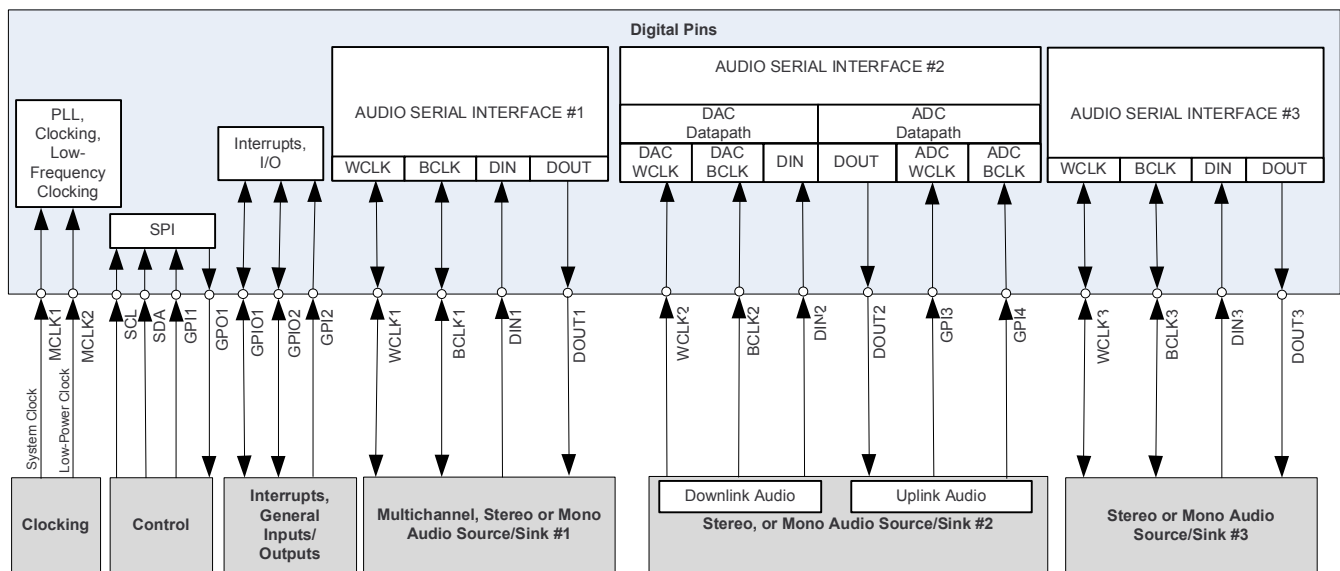 Digital Pins
PLL,
Clocking,
Low-
Frequency
Clocking
SPI
Interrupts,
I/O
AUDIO SERIAL INTERFACE #1
WCLK
BCLK
DIN
DOUT
AUDIO SERIAL INTERFACE #2
DAC
Datapath
ADC
Datapath
DAC
WCLK
DAC
BCLK
DIN
DOUT
ADC
WCLK
ADC
BCLK
AUDIO SERIAL INTERFACE #3
WCLK
BCLK
DIN
DOUT
MCLK1
MCLK2
SCL
SDA
GPI1
GPO1
GPIO1
GPIO2
GPI2
WCLK1
BCLK1
DIN1
DOUT1
WCLK2
BCLK2
DIN2
DOUT2
GPI3
GPI4
WCLK3
BCLK3
DIN3
DOUT3
System Clock
Low-Power Clock
Clocking
Control
Interrupts,
General
Inputs/
Outputs
Multichannel, Stereo or Mono
Audio Source/Sink #1
Downlink Audio
Uplink Audio
Stereo, or Mono Audio Source/Sink #2
Stereo or Mono Audio
Source/Sink #3